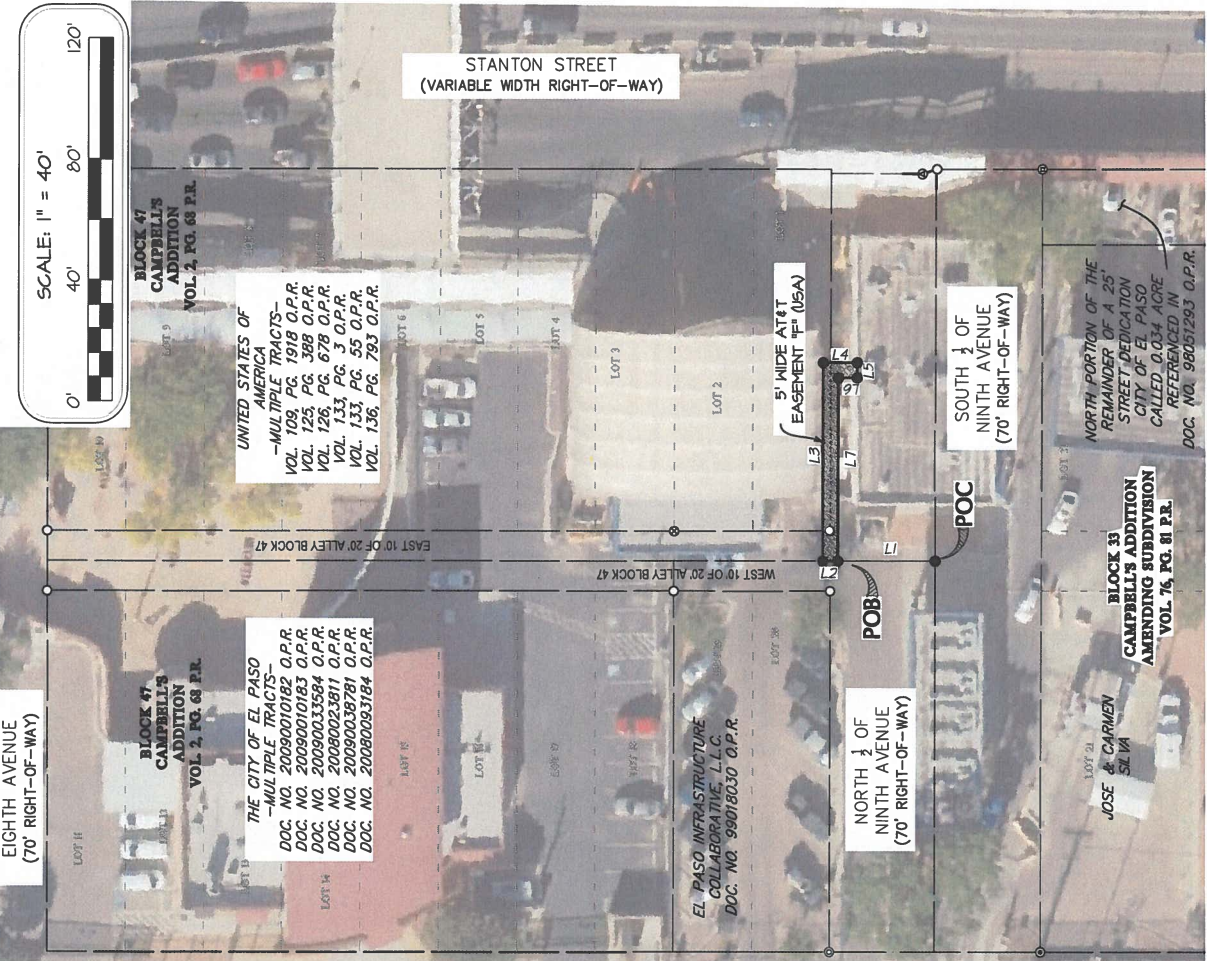 SCALE: 1" = 40'
0'
40'
80'
120'
STANTON STREET
(VARIABLE WIDTH RIGHT-OF-WAY)
BLOCK 47
CAMPBELL'S
ADDITION
VOL. 2, PG. 68 P.R.
LOT 9
LOT 10
UNITED STATES OF
AMERICA
-MULTIPLE TRACTS-
VOL. 109, PG. 1918 O.P.R.
VOL. 125, PG. 388 O.P.R.
VOL. 126, PG. 678 O.P.R.
VOL. 133, PG. 3 O.P.R.
VOL. 133, PG. 55 O.P.R.
VOL. 136, PG. 793 O.P.R.
LOT 6
LOT 5
LOT 4
LOT 3
LOT 2
5' WIDE AT&T
EASEMENT "F" (USA)
L4
L5
L6
L3
L7
L1
L2
POC
POB
SOUTH ½ OF
NINTH AVENUE
(70' RIGHT-OF-WAY)
NORTH PORTION OF THE
REMAINDER OF A 25'
STREET DEDICATION
CITY OF EL PASO
CALLED 0.034 ACRE
REFERENCED IN
DOC. NO. 98051293 O.P.R.
EAST 10' OF 20' ALLEY BLOCK 47
WEST 10' OF 20' ALLEY BLOCK 47
EIGHTH AVENUE
(70' RIGHT-OF-WAY)
BLOCK 47
CAMPBELL'S
ADDITION
VOL. 2, PG. 68 P.R.
LOT 11
LOT 13
LOT 14
LOT 15
THE CITY OF EL PASO
-MULTIPLE TRACTS-
DOC. NO. 20090010182 O.P.R.
DOC. NO. 20090010183 O.P.R.
DOC. NO. 20090033584 O.P.R.
DOC. NO. 20080023811 O.P.R.
DOC. NO. 20090038781 O.P.R.
DOC. NO. 20080093184 O.P.R.
LOT 20
EL PASO INFRASTRUCTURE
COLLABORATIVE, L.L.C.
DOC. NO. 99018030 O.P.R.
NORTH ½ OF
NINTH AVENUE
(70' RIGHT-OF-WAY)
BLOCK 33
CAMPBELL'S ADDITION
AMENDING SUBDIVISION
VOL. 76, PG. 81 P.R.
LOT 21
JOSE & CARMEN
SILVA